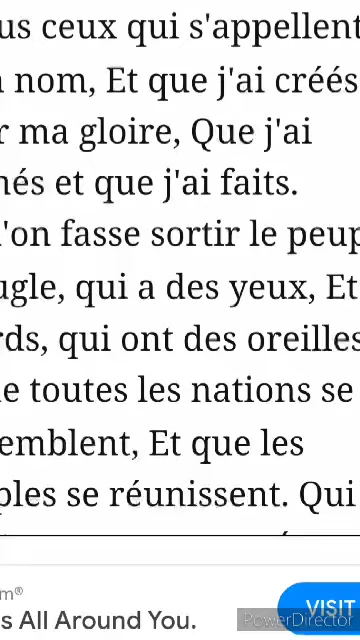 us ceux qui s'appellent
nom, Et que j'ai créés
r ma gloire, Que j'ai
nés et que j'ai faits.
'on fasse sortir le peup
ugle, qui a des yeux, Et
rds, qui ont des oreilles
e toutes les nations se
emblent, Et que les
ples se réunissent. Qui
m®
s All Around You.
VISIT
PowerDirector